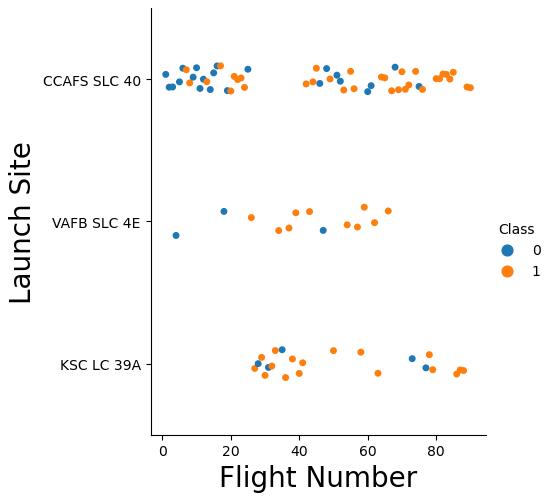 Launch Site
CCAFS SLC 40
VAFB SLC 4E
KSC LC 39A
0 20 40 60 80
Flight Number
Class
0
1